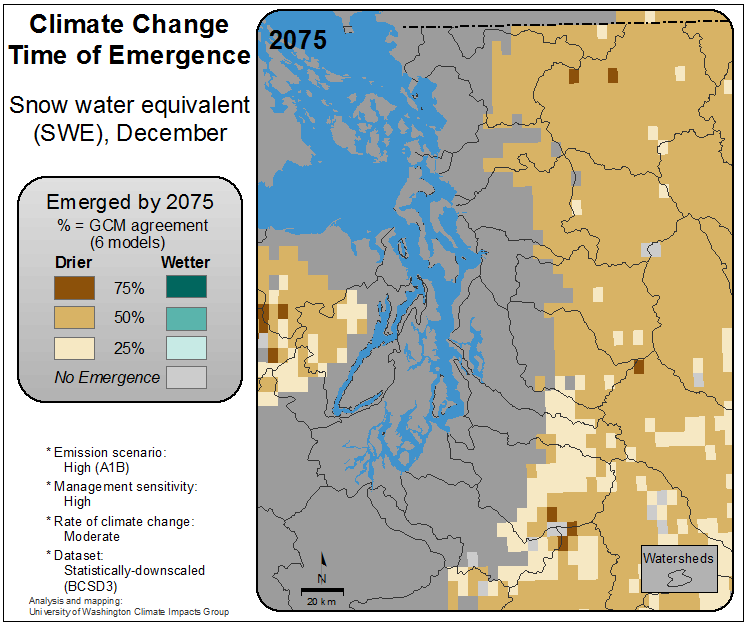 Climate Change
Time of Emergence
Snow water equivalent
(SWE), December
Emerged by 2075
% = GCM agreement
(6 models)
Drier Wetter
75%
50%
25%
No Emergence
* Emission scenario:
High (A1B)
* Management sensitivity:
High
* Rate of climate change:
Moderate
* Dataset:
Statistically-downscaled
(BCSD3)
Analysis and mapping:
University of Washington Climate Impacts Group
2075
N
20 km
Watersheds